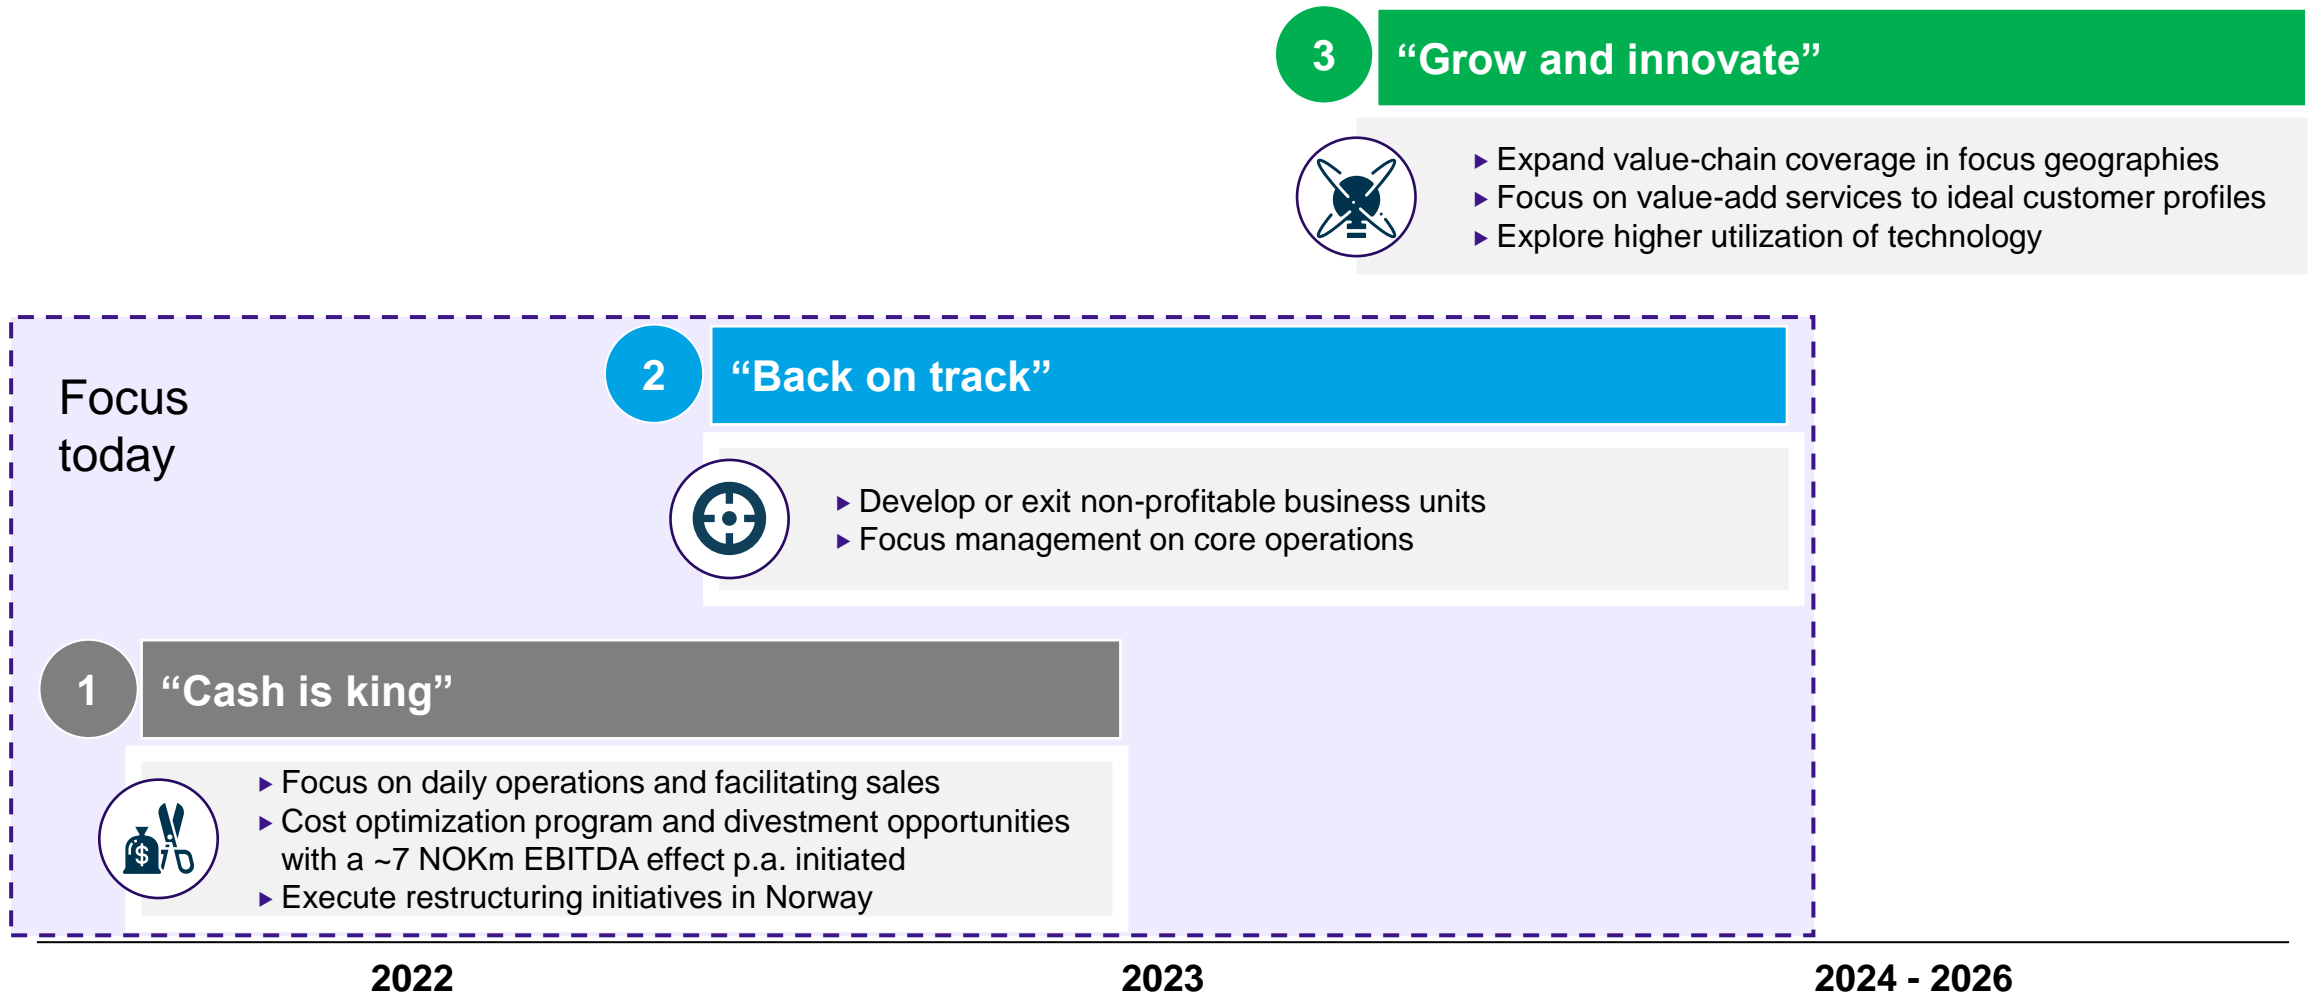 3
“Grow and innovate”
Expand value-chain coverage in focus geographies
Focus on value-add services to ideal customer profiles
Explore higher utilization of technology
Focus
today
2
“Back on track”
Develop or exit non-profitable business units
Focus management on core operations
1
“Cash is king”
Focus on daily operations and facilitating sales
Cost optimization program and divestment opportunities
with a ~7 NOKm EBITDA effect p.a. initiated
Execute restructuring initiatives in Norway
$
2022
2023
2024 - 2026